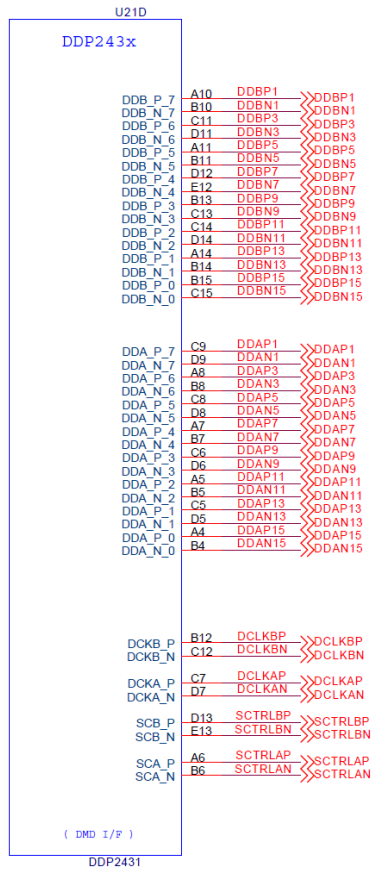 U21D
DDP243x
DDB_P_7 A10 DDBP1 DDBP1
DDB_N_7 B10 DDBN1 DDBN1
DDB_P_6 C11 DDBP3 DDBP3
DDB_N_6 D11 DDBN3 DDBN3
DDB_P_5 A11 DDBP5 DDBP5
DDB_N_5 B11 DDBN5 DDBN5
DDB_P_4 D12 DDBP7 DDBP7
DDB_N_4 E12 DDBN7 DDBN7
DDB_P_3 B13 DDBP9 DDBP9
DDB_N_3 C13 DDBN9 DDBN9
DDB_P_2 C14 DDBP11 DDBP11
DDB_N_2 D14 DDBN11 DDBN11
DDB_P_1 A14 DDBP13 DDBP13
DDB_N_1 B14 DDBN13 DDBN13
DDB_P_0 B15 DDBP15 DDBP15
DDB_N_0 C15 DDBN15 DDBN15
DDA_P_7 C9 DDAP1 DDAP1
DDA_N_7 D9 DDAN1 DDAN1
DDA_P_6 A8 DDAP3 DDAP3
DDA_N_6 B8 DDAN3 DDAN3
DDA_P_5 C8 DDAP5 DDAP5
DDA_N_5 D8 DDAN5 DDAN5
DDA_P_4 A7 DDAP7 DDAP7
DDA_N_4 B7 DDAN7 DDAN7
DDA_P_3 C6 DDAP9 DDAP9
DDA_N_3 D6 DDAN9 DDAN9
DDA_P_2 A5 DDAP11 DDAP11
DDA_N_2 B5 DDAN11 DDAN11
DDA_P_1 C5 DDAP13 DDAP13
DDA_N_1 D5 DDAN13 DDAN13
DDA_P_0 A4 DDAP15 DDAP15
DDA_N_0 B4 DDAN15 DDAN15
DCKB_P B12 DCLKBP DCLKBP
DCKB_N C12 DCLKBN DCLKBN
DCKA_P C7 DCLKAP DCLKAP
DCKA_N D7 DCLKAN DCLKAN
SCB_P D13 SCTRLBP SCTRLBP
SCB_N E13 SCTRLBN SCTRLBN
SCA_P A6 SCTRLAP SCTRLAP
SCA_N B6 SCTRLAN SCTRLAN
( DMD I/F )
DDP2431